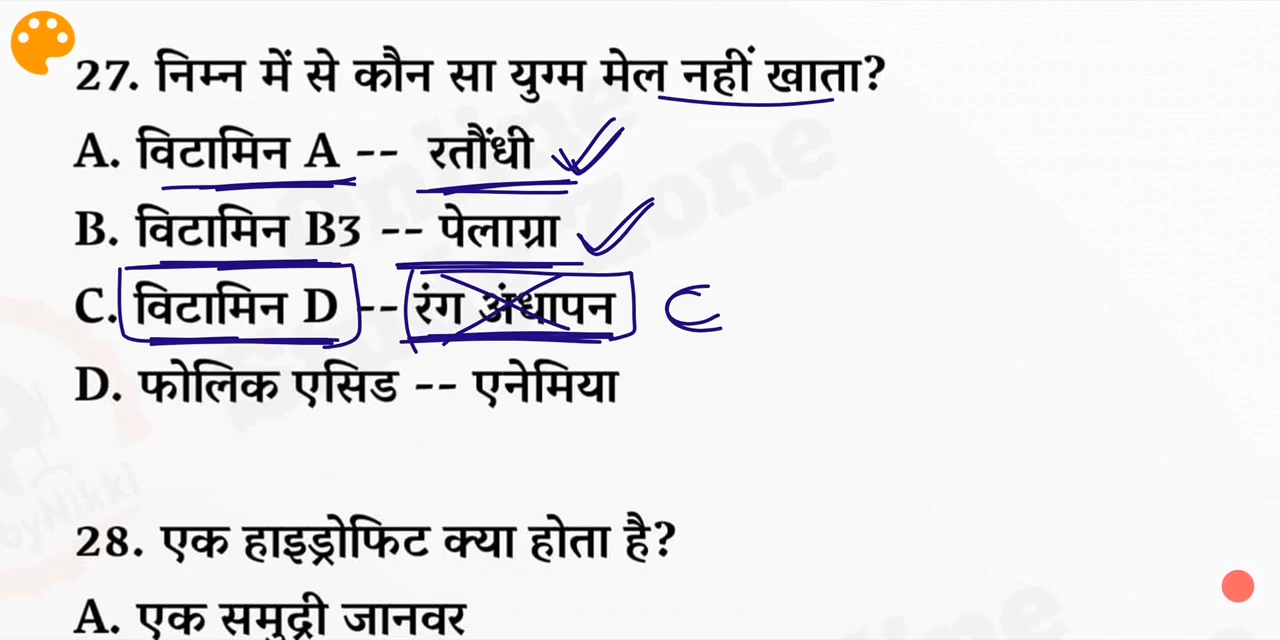 27. निम्न में से कौन सा युग्म मेल नहीं खाता?
A. विटामिन A -- रतौंधी
B. विटामिन B3 -- पेलाग्रा
C. विटामिन D -- रंग अंधापन C
D. फोलिक एसिड -- एनेमिया
28. एक हाइड्रोफिट क्या होता है?
A. एक समुद्री जानवर